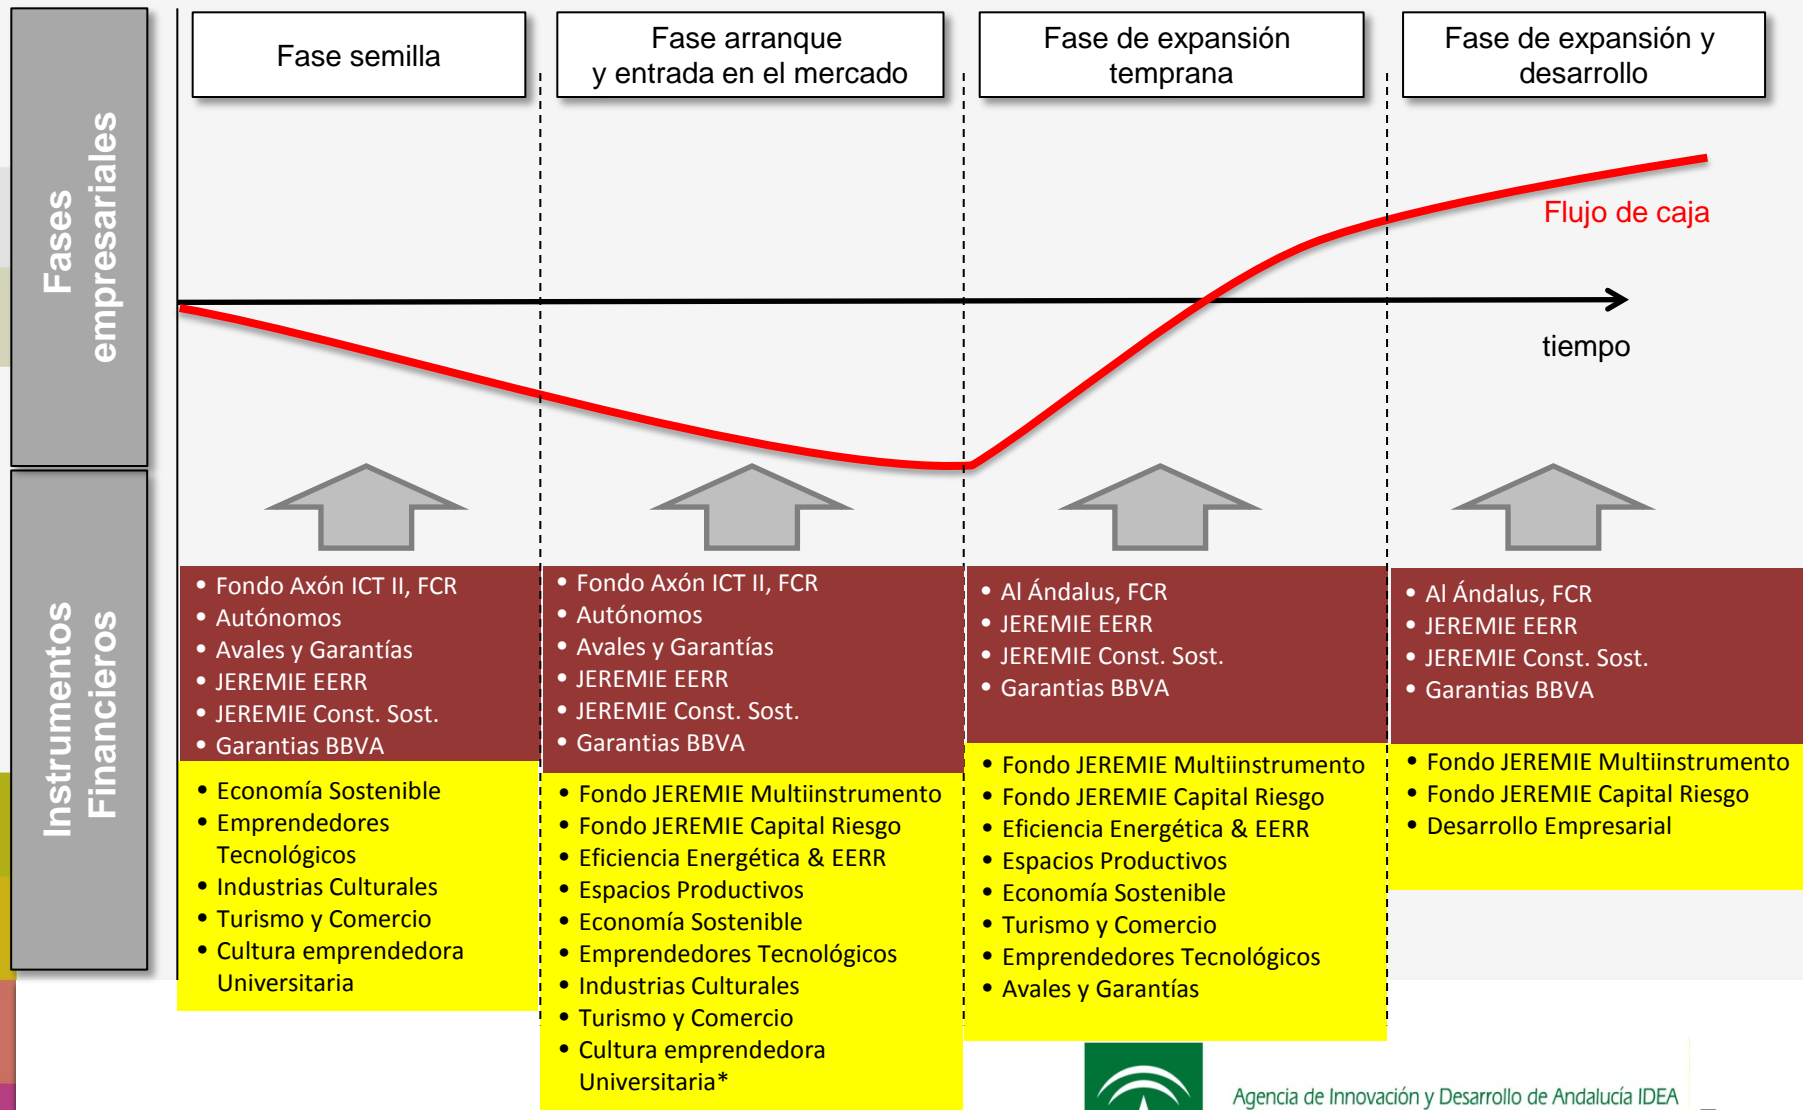 Fases
empresariales
Fase semilla
Fase arranque
y entrada en el mercado
Fase de expansión
temprana
Fase de expansión y
desarrollo
Flujo de caja
tiempo
Instrumentos
Financieros
• Fondo Axón ICT II, FCR
• Autónomos
• Avales y Garantías
• JEREMIE EERR
• JEREMIE Const. Sost.
• Garantias BBVA
• Economía Sostenible
• Emprendedores
Tecnológicos
• Industrias Culturales
• Turismo y Comercio
• Cultura emprendedora
Universitaria
• Fondo Axón ICT II, FCR
• Autónomos
• Avales y Garantías
• JEREMIE EERR
• JEREMIE Const. Sost.
• Garantias BBVA
• Fondo JEREMIE Multiinstrumento
• Fondo JEREMIE Capital Riesgo
• Eficiencia Energética & EERR
• Espacios Productivos
• Economía Sostenible
• Emprendedores Tecnológicos
• Industrias Culturales
• Turismo y Comercio
• Cultura emprendedora
Universitaria*
• Al Ándalus, FCR
• JEREMIE EERR
• JEREMIE Const. Sost.
• Garantias BBVA
• Fondo JEREMIE Multiinstrumento
• Fondo JEREMIE Capital Riesgo
• Eficiencia Energética & EERR
• Espacios Productivos
• Economía Sostenible
• Turismo y Comercio
• Emprendedores Tecnológicos
• Avales y Garantías
• Al Ándalus, FCR
• JEREMIE EERR
• JEREMIE Const. Sost.
• Garantias BBVA
• Fondo JEREMIE Multiinstrumento
• Fondo JEREMIE Capital Riesgo
• Desarrollo Empresarial
Agencia de Innovación y Desarrollo de Andalucía IDEA